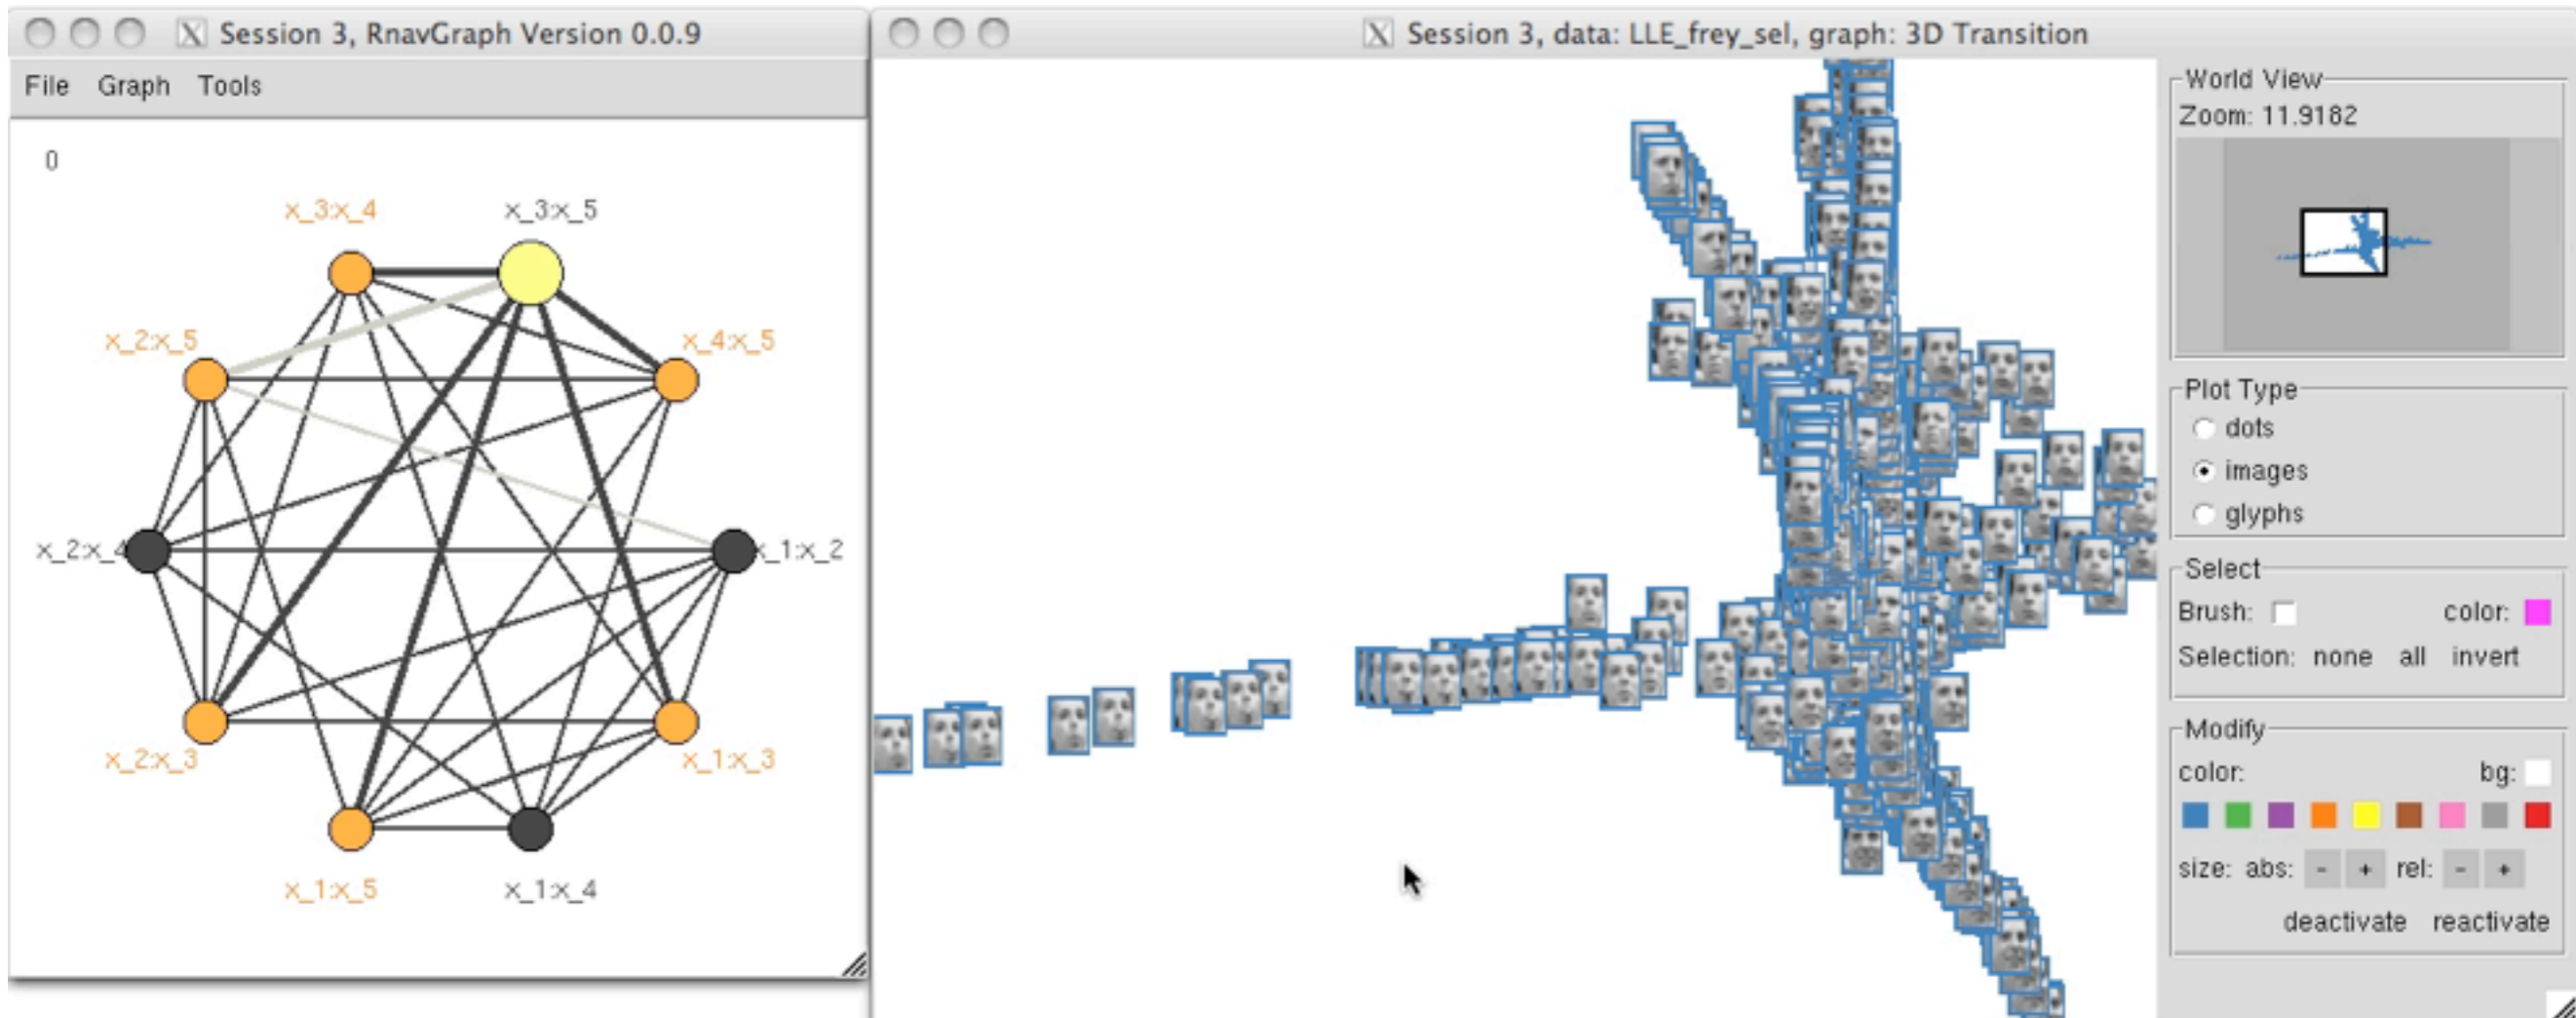 Session 3, RnavGraph Version 0.0.9
File Graph Tools
0
x_3:x_4 x_3:x_5
x_2:x_5 x_4:x_5
x_2:x_4 x_1:x_2
x_2:x_3 x_1:x_3
x_1:x_5 x_1:x_4
Session 3, data: LLE_frey_sel, graph: 3D Transition
World View
Zoom: 11.9182
Plot Type
dots
images
glyphs
Select
Brush: color:
Selection: none all invert
Modify
color: bg:
size: abs: - + rel: - +
deactivate reactivate